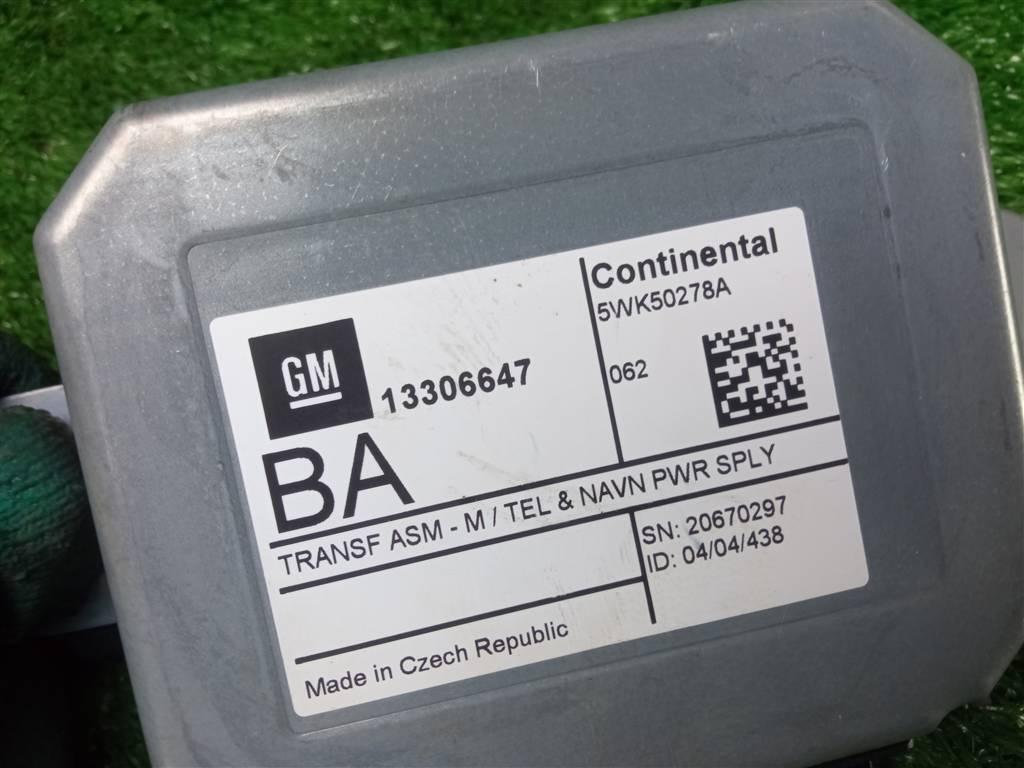 GM
13306647
BA
Continental
5WK50278A
062
TRANSF ASM - M / TEL & NAVN PWR SPLY
SN: 20670297
ID: 04/04/438
Made in Czech Republic